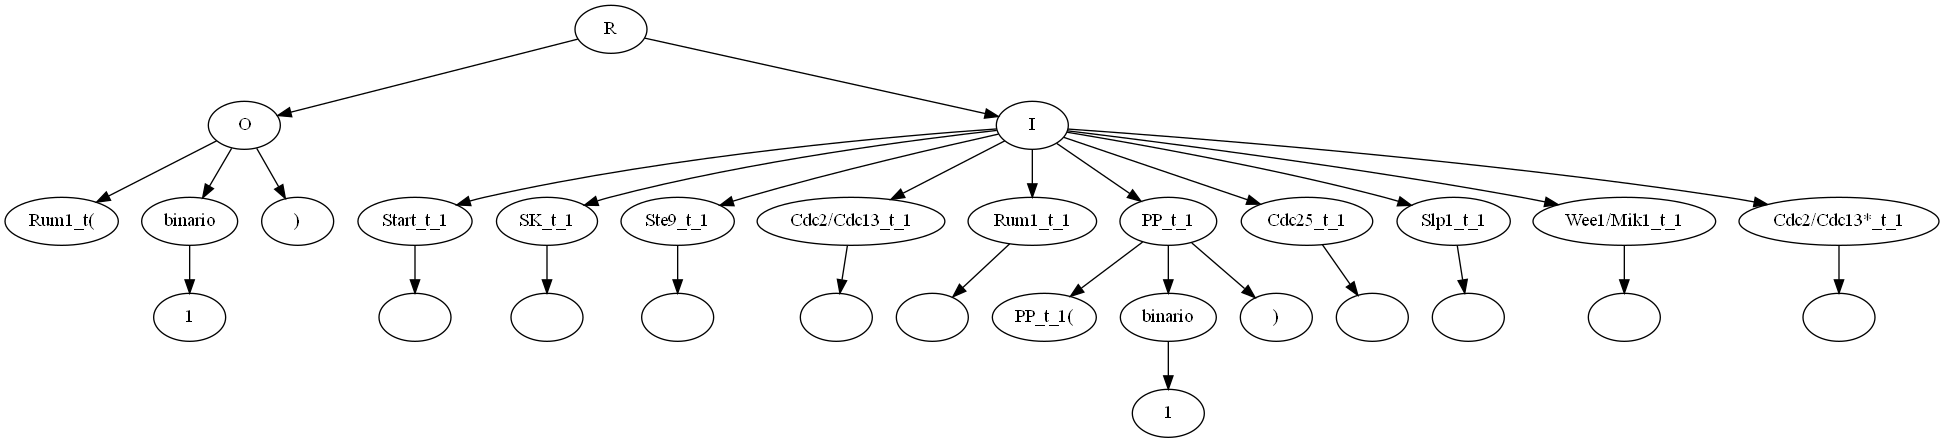 R
O
I
Rum1_t(
binario
)
Start_t_1
SK_t_1
Ste9_t_1
Cdc2/Cdc13_t_1
Rum1_t_1
PP_t_1
Cdc25_t_1
Slp1_t_1
Wee1/Mik1_t_1
Cdc2/Cdc13*_t_1
1
PP_t_1(
binario
)
1